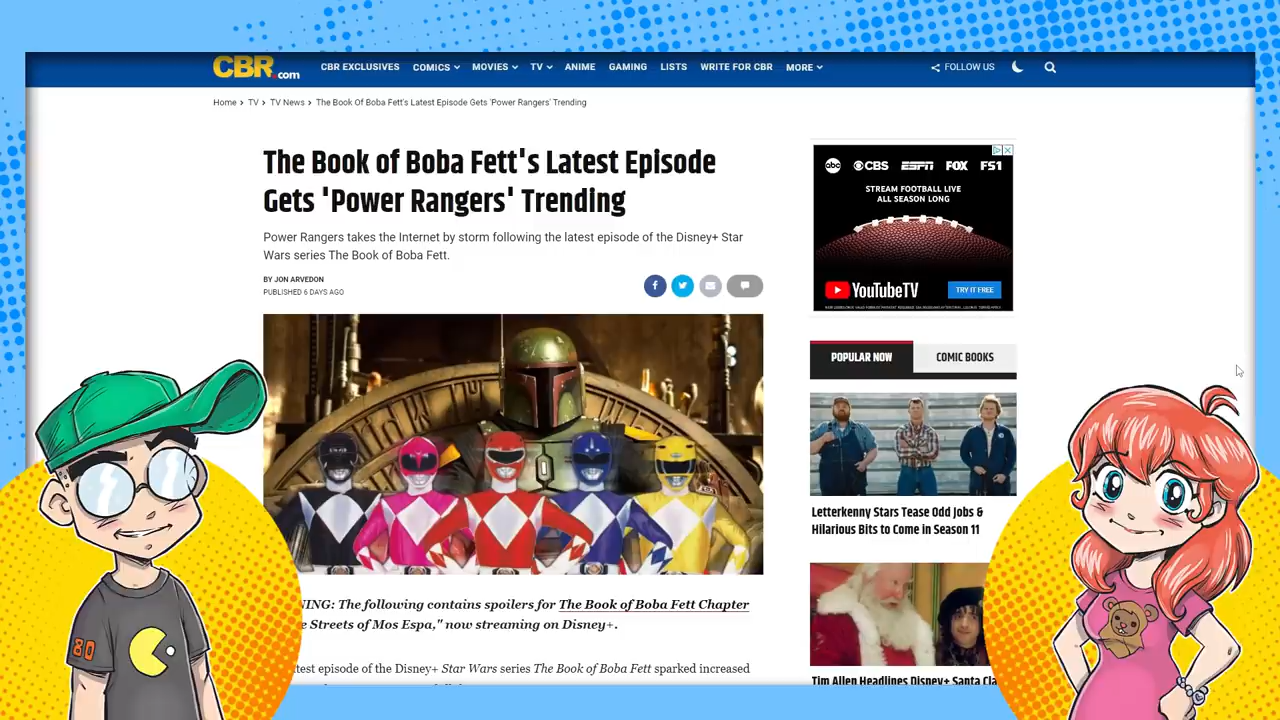 CBR.com
CBR EXCLUSIVES
COMICS
MOVIES
TV
ANIME
GAMING
LISTS
WRITE FOR CBR
MORE
FOLLOW US
Home > TV > TV News > The Book Of Boba Fett's Latest Episode Gets 'Power Rangers' Trending
The Book of Boba Fett's Latest Episode
Gets 'Power Rangers' Trending
Power Rangers takes the Internet by storm following the latest episode of the Disney+ Star
Wars series The Book of Boba Fett.
BY JON ARVEDON
PUBLISHED 6 DAYS AGO
NING: The following contains spoilers for The Book of Boba Fett Chapter
e Streets of Mos Espa," now streaming on Disney+.
test episode of the Disney+ Star Wars series The Book of Boba Fett sparked increased
abc CBS ESPN FOX FS1
STREAM FOOTBALL LIVE
ALL SEASON LONG
YouTubeTV
TRY IT FREE
POPULAR NOW
COMIC BOOKS
Letterkenny Stars Tease Odd Jobs &
Hilarious Bits to Come in Season 11
Tim Allen Headlines Disney+ Santa Cla
80